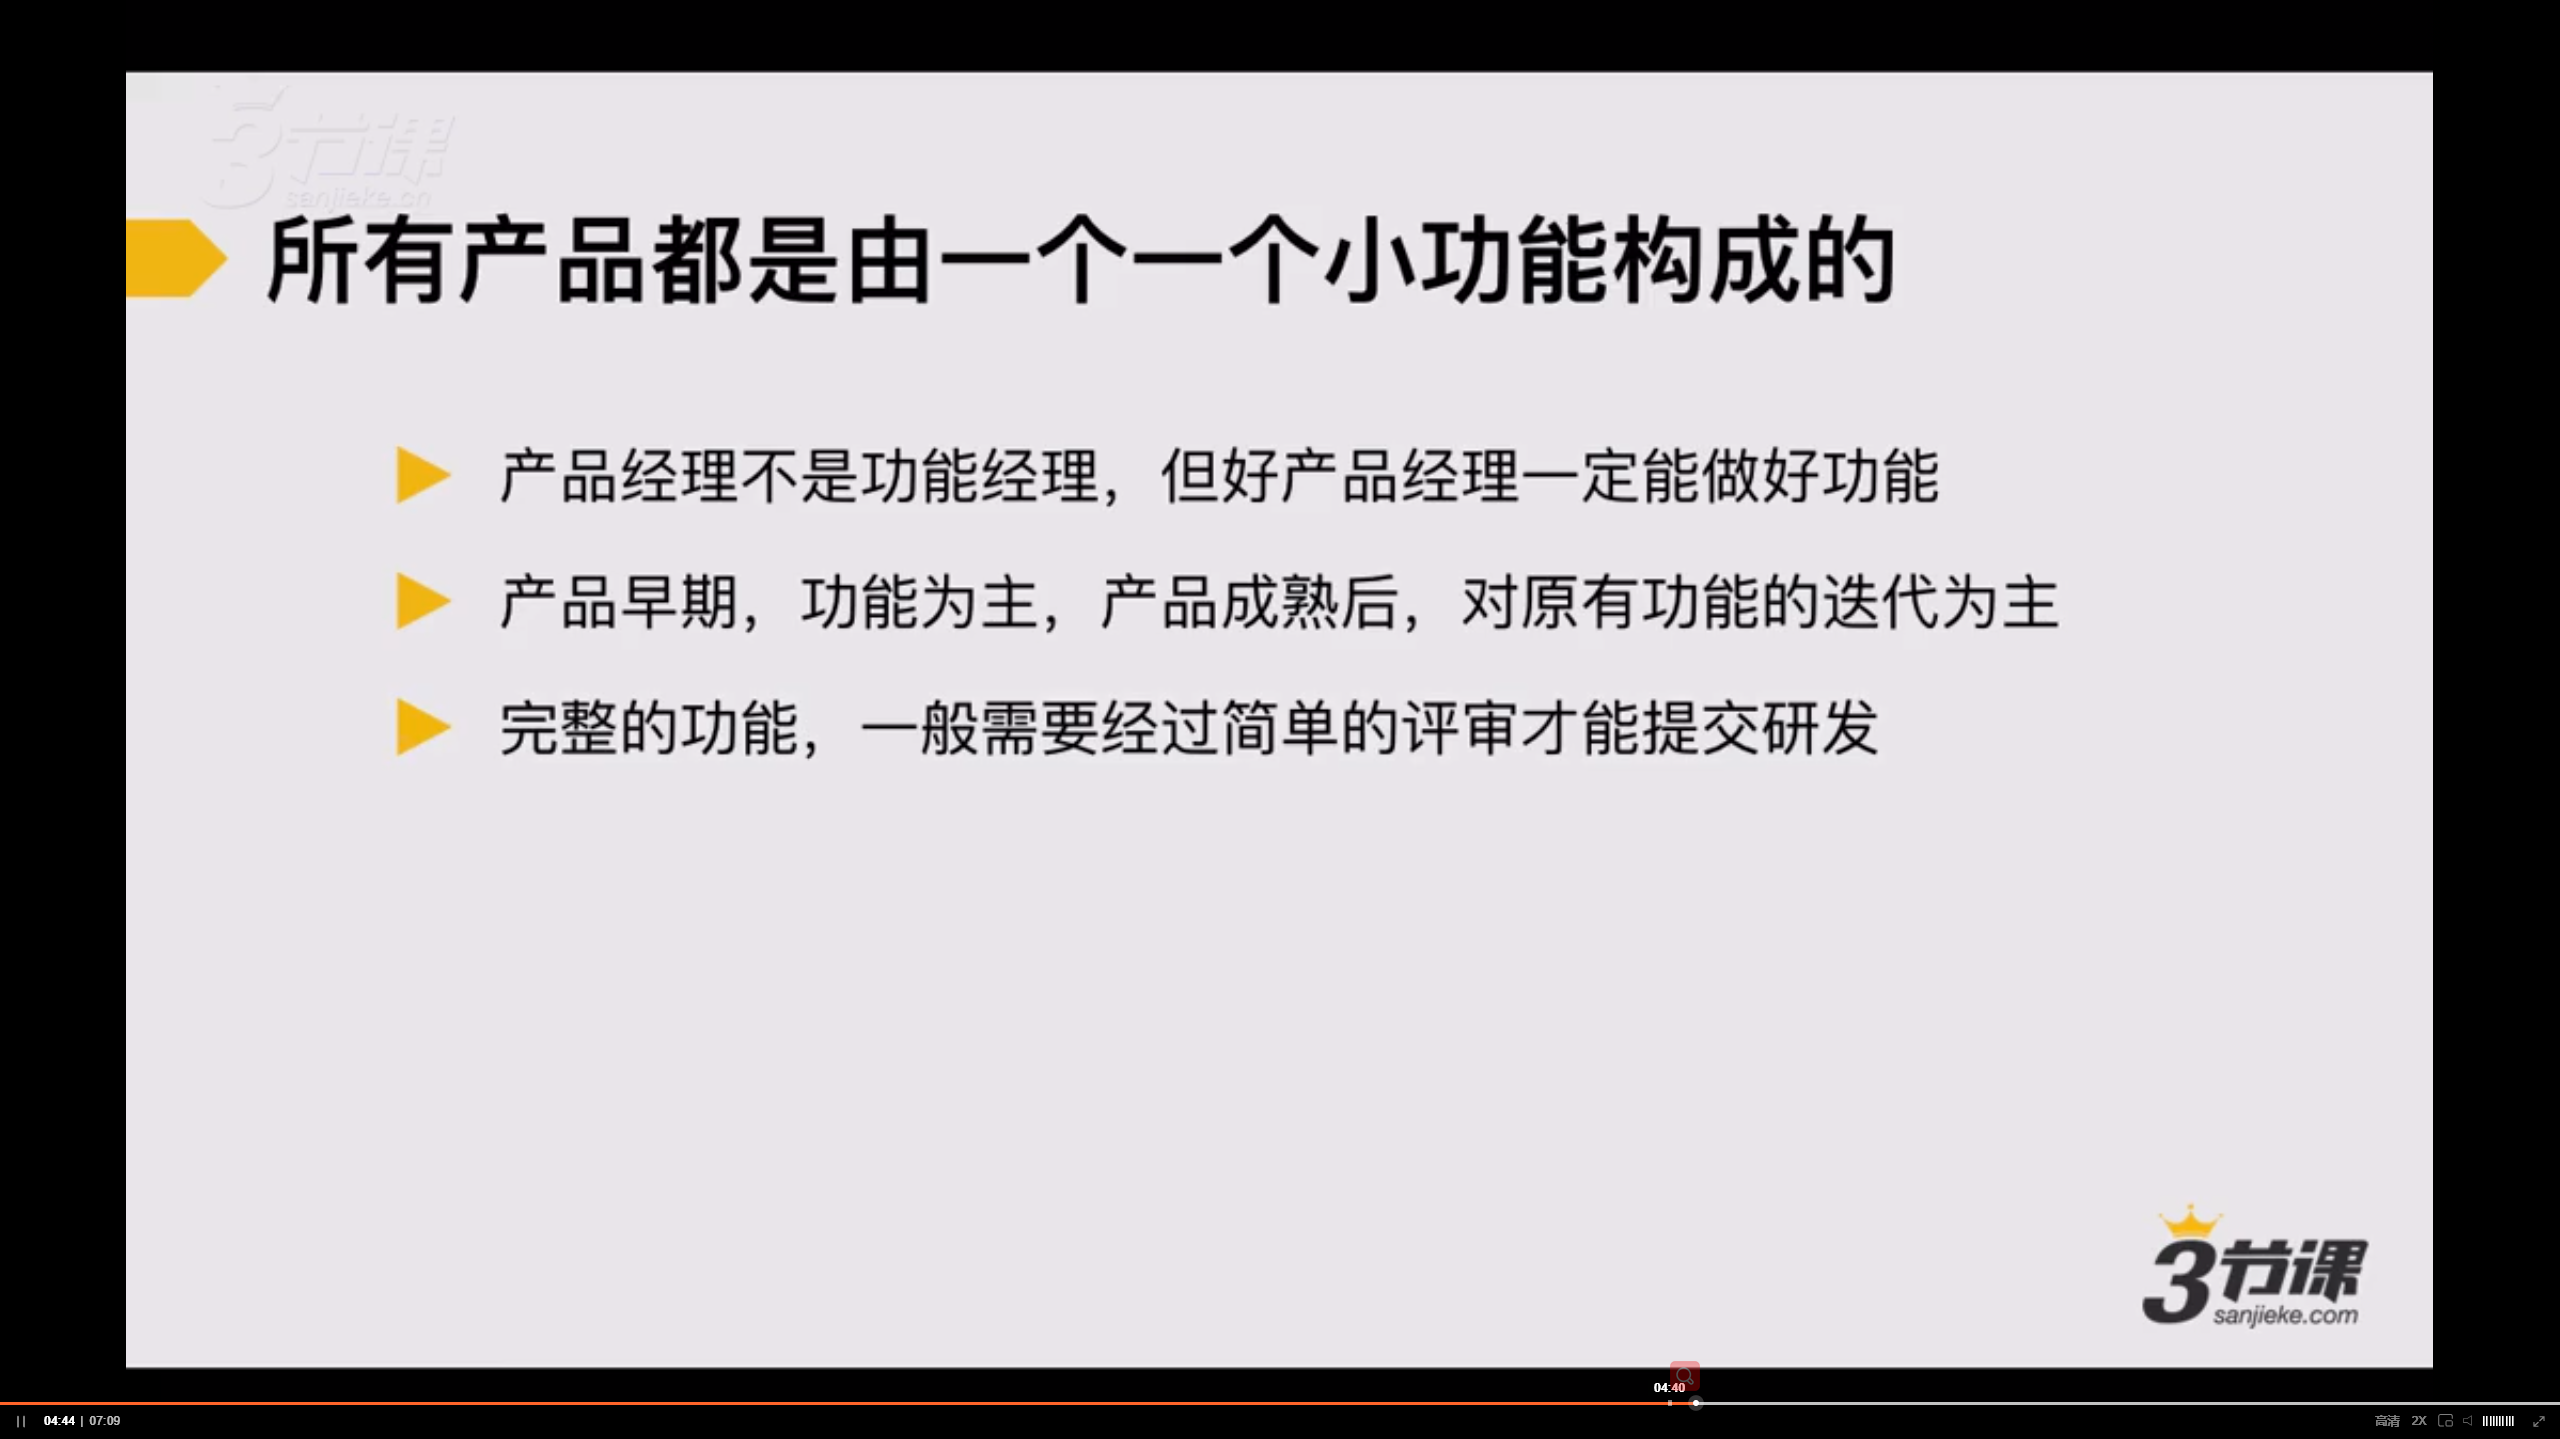 3节课
sanjieke.cn
所有产品都是由一个一个小功能构成的
产品经理不是功能经理，但好产品经理一定能做好功能
产品早期，功能为主，产品成熟后，对原有功能的迭代为主
完整的功能，一般需要经过简单的评审才能提交研发
3节课
sanjieke.com
04:40
04:44 | 07:09 高清 2X